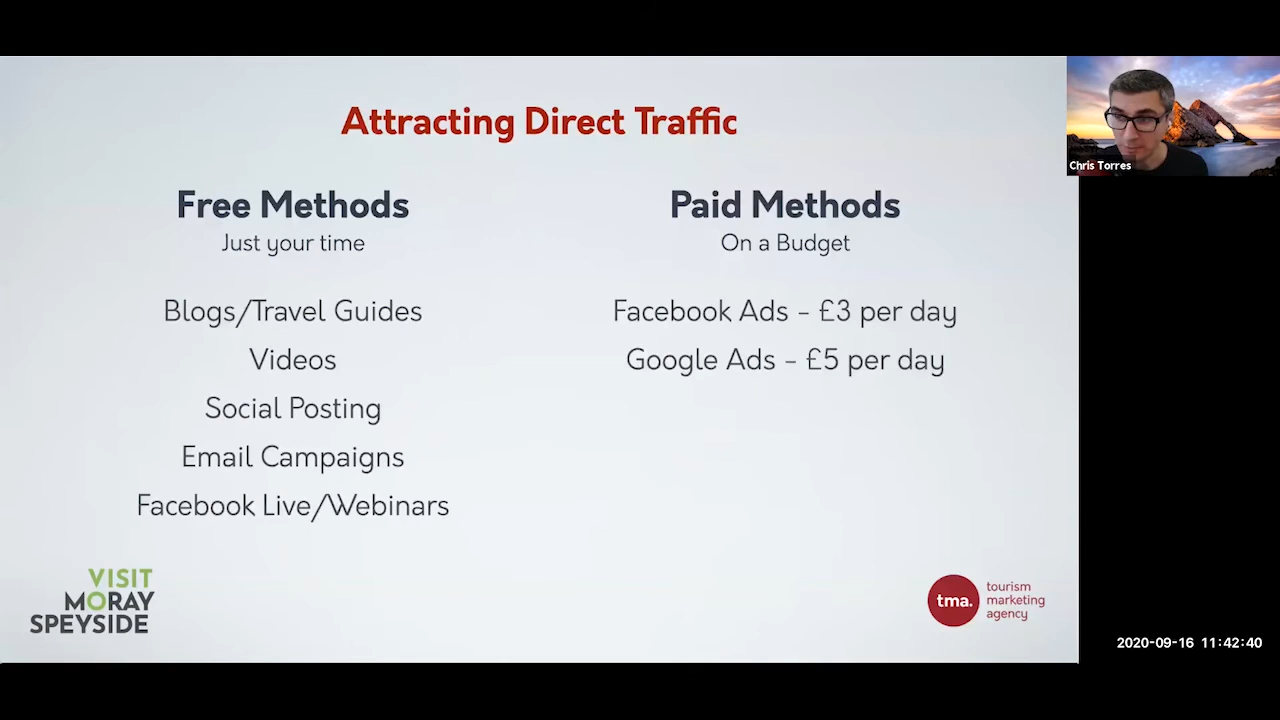 Attracting Direct Traffic
Free Methods
Just your time
Blogs/Travel Guides
Videos
Social Posting
Email Campaigns
Facebook Live/Webinars
Paid Methods
On a Budget
Facebook Ads - £3 per day
Google Ads - £5 per day
VISIT
MORAY
SPEYSIDE
tma.
tourism
marketing
agency
Chris Torres
2020-09-16 11:42:40